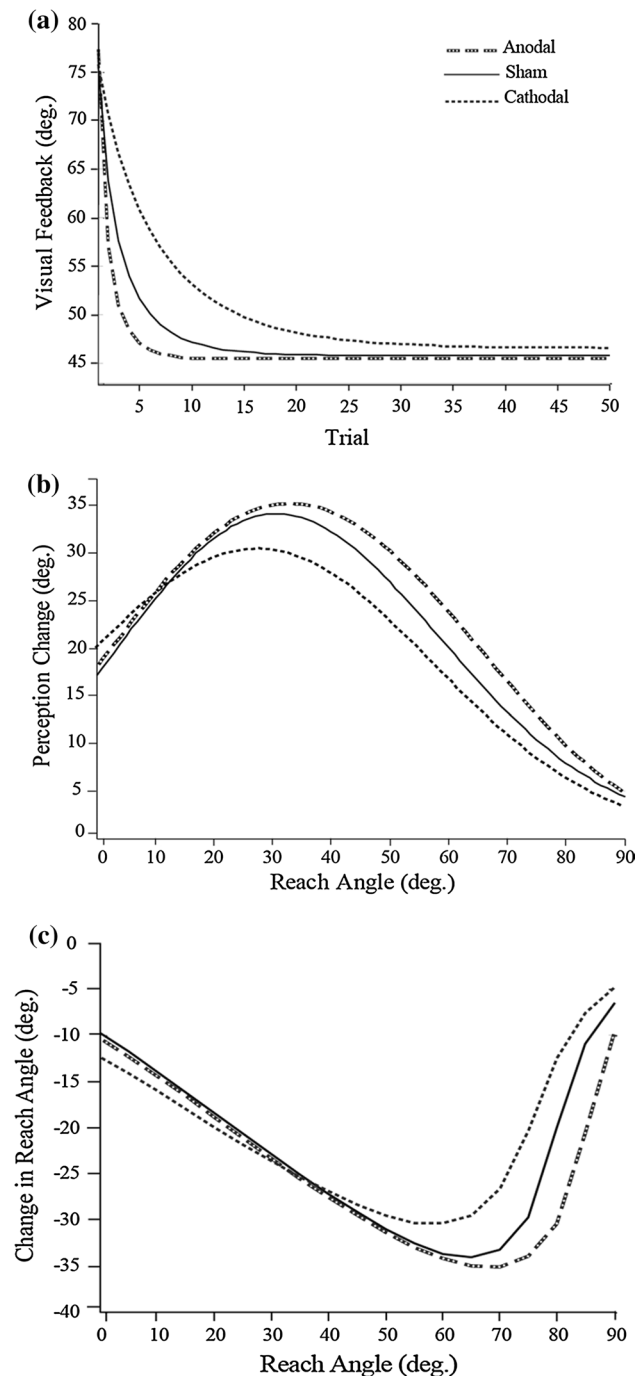 (a)
80
75
70
65
60
55
50
45
Visual Feedback (deg.)
Anodal
Sham
Cathodal
5 10 15 20 25 30 35 40 45 50
Trial
(b)
35
30
25
20
15
10
5
0
Perception Change (deg.)
0 10 20 30 40 50 60 70 80 90
Reach Angle (deg.)
(c)
0
-5
-10
-15
-20
-25
-30
-35
-40
Change in Reach Angle (deg.)
0 10 20 30 40 50 60 70 80 90
Reach Angle (deg.)